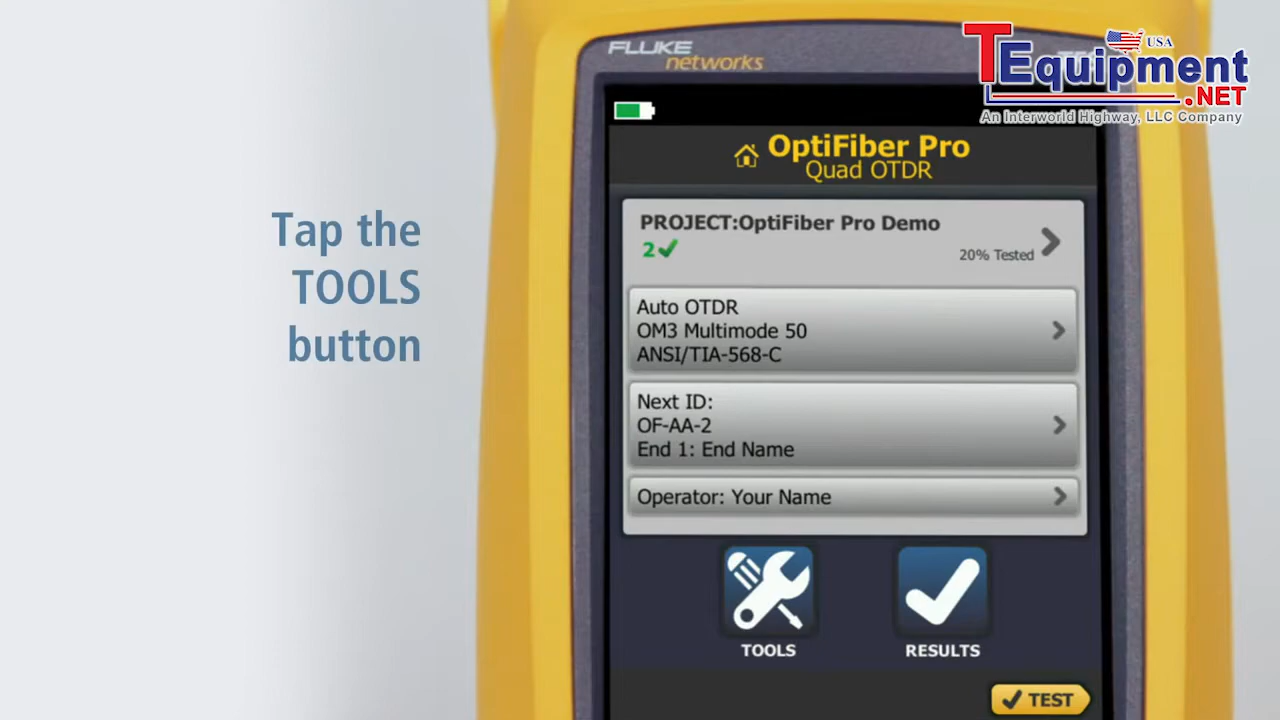 FLUKE
networks
TEquipment
USA
.NET
An Interworld Highway, LLC Company
OptiFiber Pro
Quad OTDR
Tap the
TOOLS
button
PROJECT:OptiFiber Pro Demo
2
20% Tested
Auto OTDR
OM3 Multimode 50
ANSI/TIA-568-C
Next ID:
OF-AA-2
End 1: End Name
Operator: Your Name
TOOLS
RESULTS
TEST